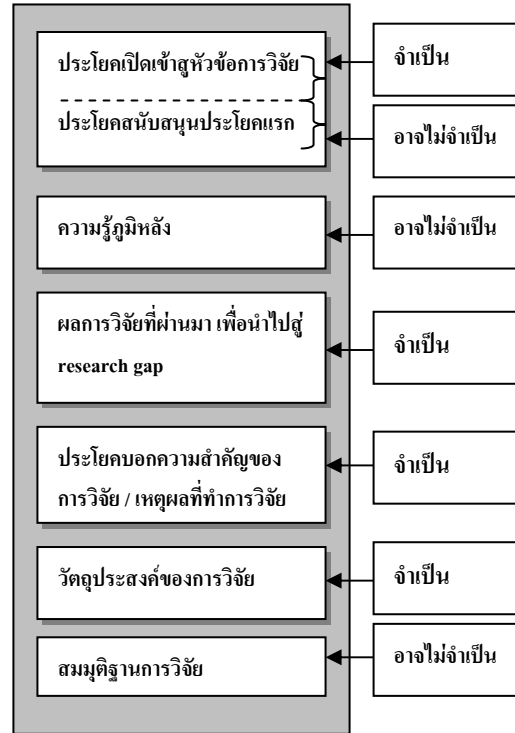 ประโยคเปิดเข้าสู่หัวข้อการวิจัย
จำเป็น
ประโยคสนับสนุนประโยคแรก
อาจไม่จำเป็น
ความรู้ภูมิหลัง
อาจไม่จำเป็น
ผลการวิจัยที่ผ่านมา เพื่อนำไปสู่
research gap
จำเป็น
ประโยคบอกความสำคัญของ
การวิจัย / เหตุผลที่ทำการวิจัย
จำเป็น
วัตถุประสงค์ของการวิจัย
จำเป็น
สมมุติฐานการวิจัย
อาจไม่จำเป็น